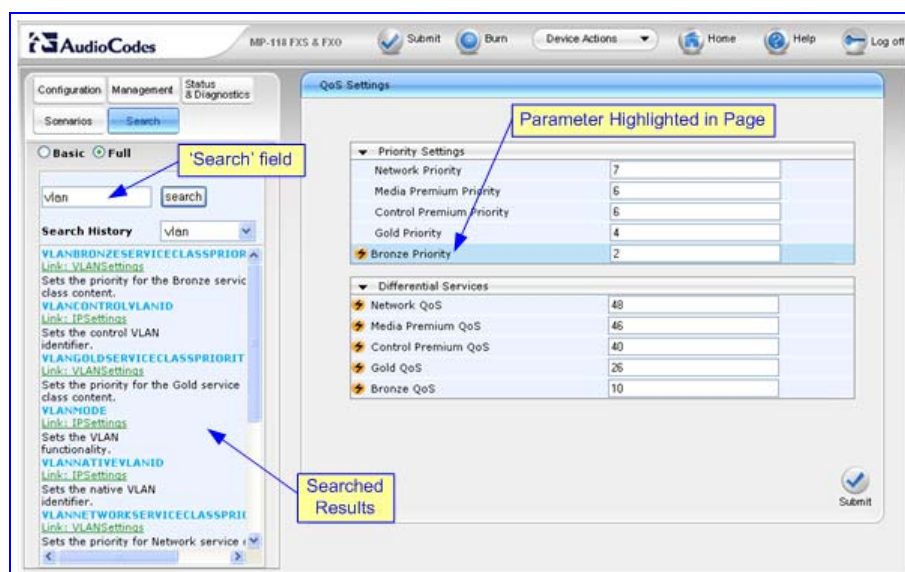 AudioCodes
MP-118 FXS & FXO
Submit
Burn
Device Actions
Home
Help
Log off
Configuration
Management
Status & Diagnostics
Scenarios
Search
Basic
Full
'Search' field
vlan
search
Search History
vlan
VLANBRONZESERVICECLASSPRIOR
Link: VLANSettings
Sets the priority for the Bronze servic
class content.
VLANCONTROLVLANID
Link: IPSettings
Sets the control VLAN
identifier.
VLANGOLDSERVICECLASSPRIORIT
Link: VLANSettings
Sets the priority for the Gold service
class content.
VLANMODE
Link: IPSettings
Sets the VLAN
functionality.
VLANNATIVEVLANID
Link: IPSettings
Sets the native VLAN
identifier.
VLANNETWORKSERVICECLASSPRI
Link: VLANSettings
Sets the priority for Network service
Searched
Results
QoS Settings
Parameter Highlighted in Page
Priority Settings
Network Priority 7
Media Premium Priority 6
Control Premium Priority 6
Gold Priority 4
Bronze Priority 2
Differential Services
Network QoS 48
Media Premium QoS 46
Control Premium QoS 40
Gold QoS 26
Bronze QoS 10
Submit